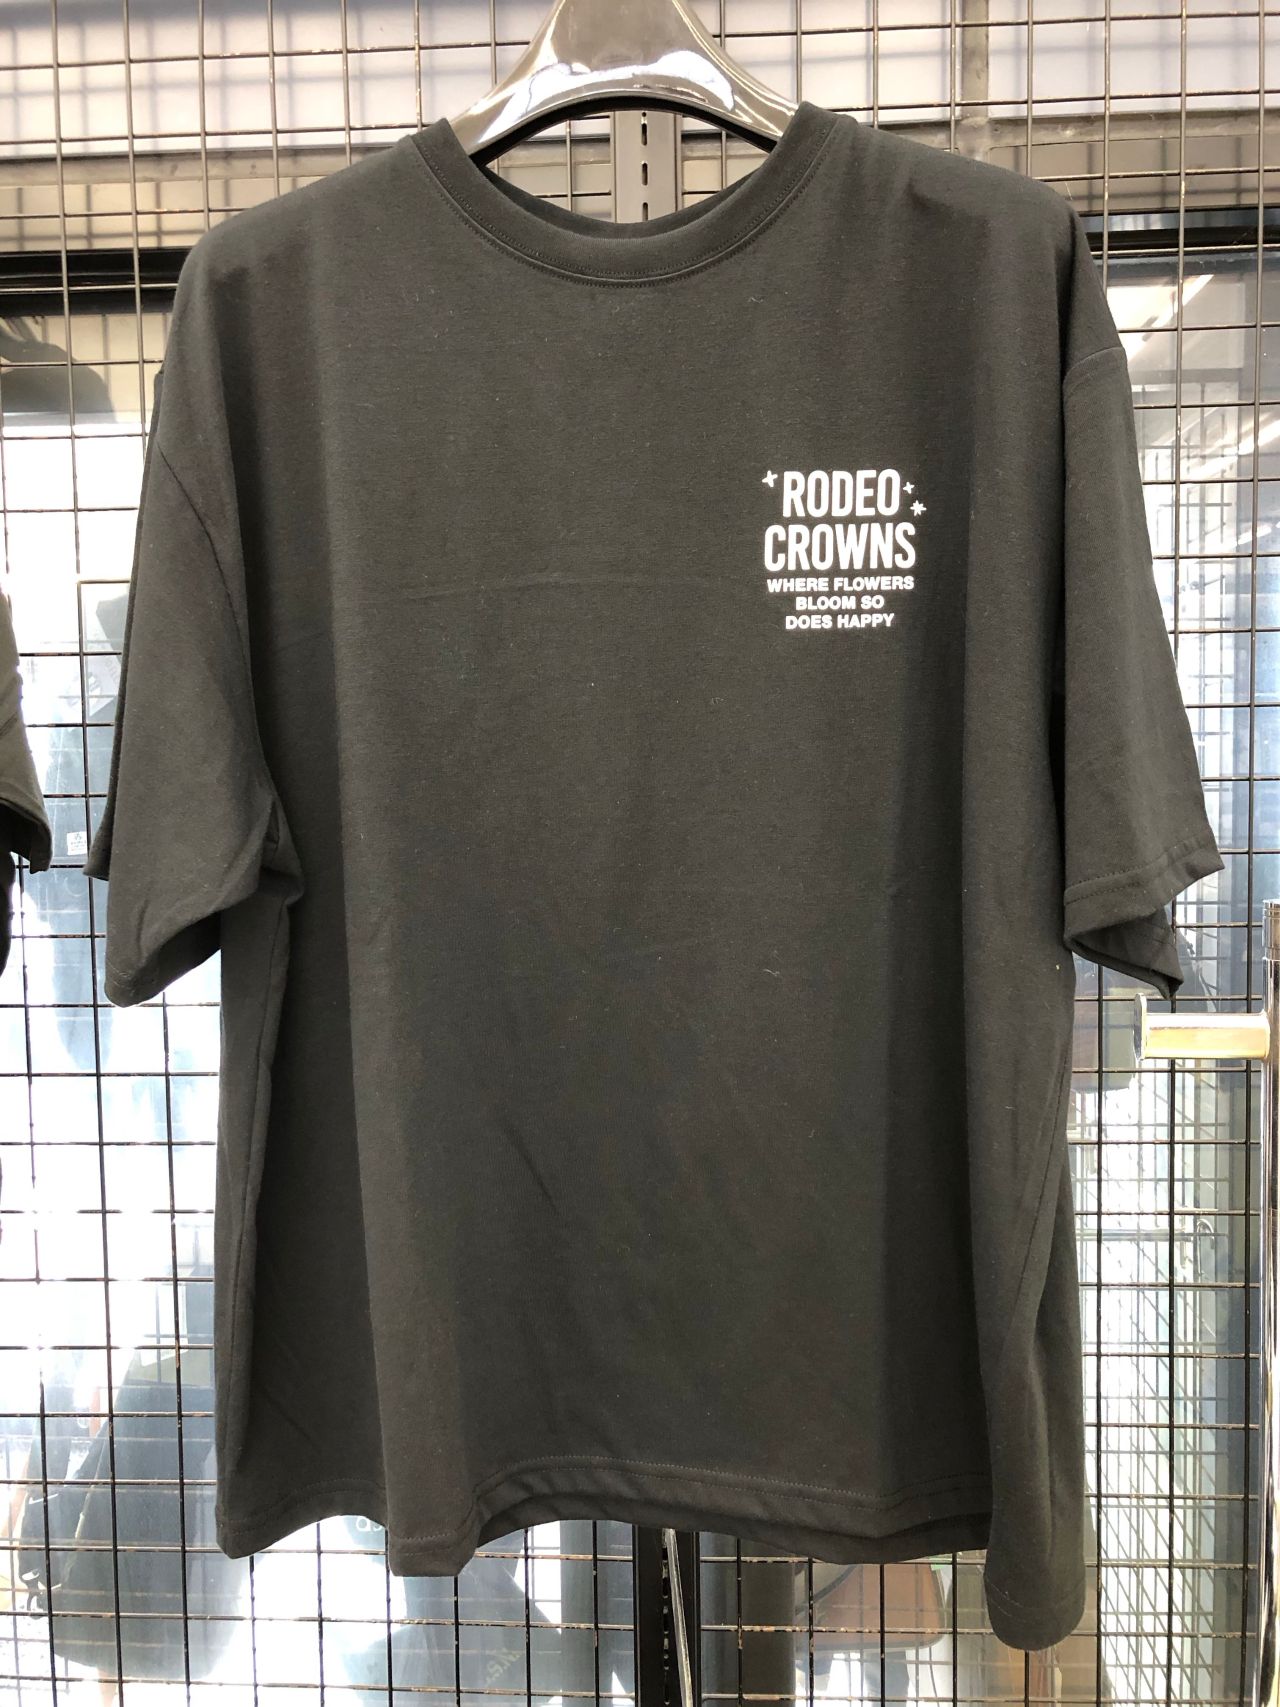 RODEO
CROWNS
WHERE FLOWERS
BLOOM SO
DOES HAPPY